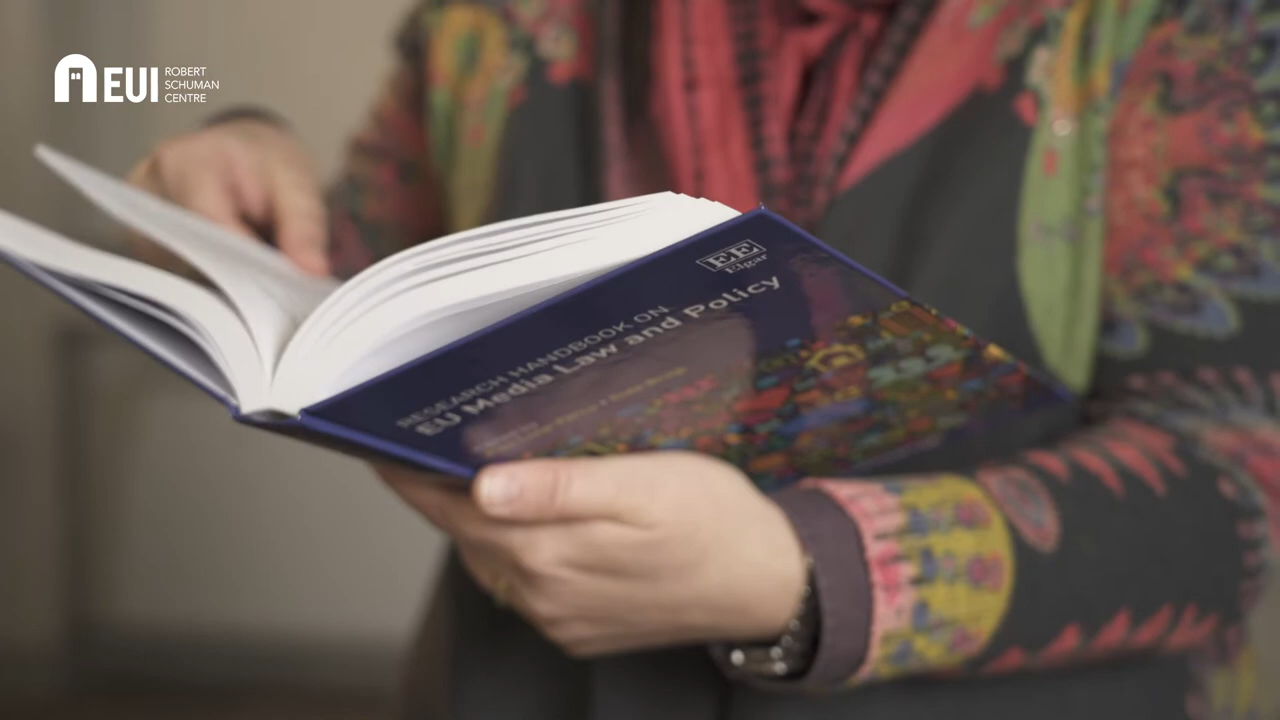 EUI
ROBERT
SCHUMAN
CENTRE
EE
Elgar
RESEARCH HANDBOOK ON
EU Media Law and Policy